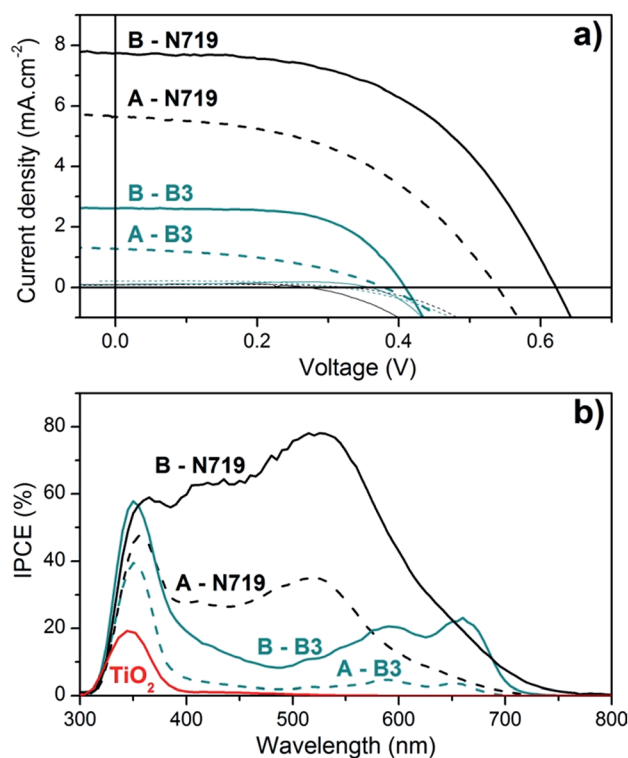 a)
B - N719
A - N719
B - B3
A - B3
8
6
4
2
0
Current density (mA.cm-2)
0.0 0.2 0.4 0.6
Voltage (V)
b)
B - N719
A - N719
B - B3
A - B3
TiO2
80
60
40
20
0
IPCE (%)
300 400 500 600 700 800
Wavelength (nm)